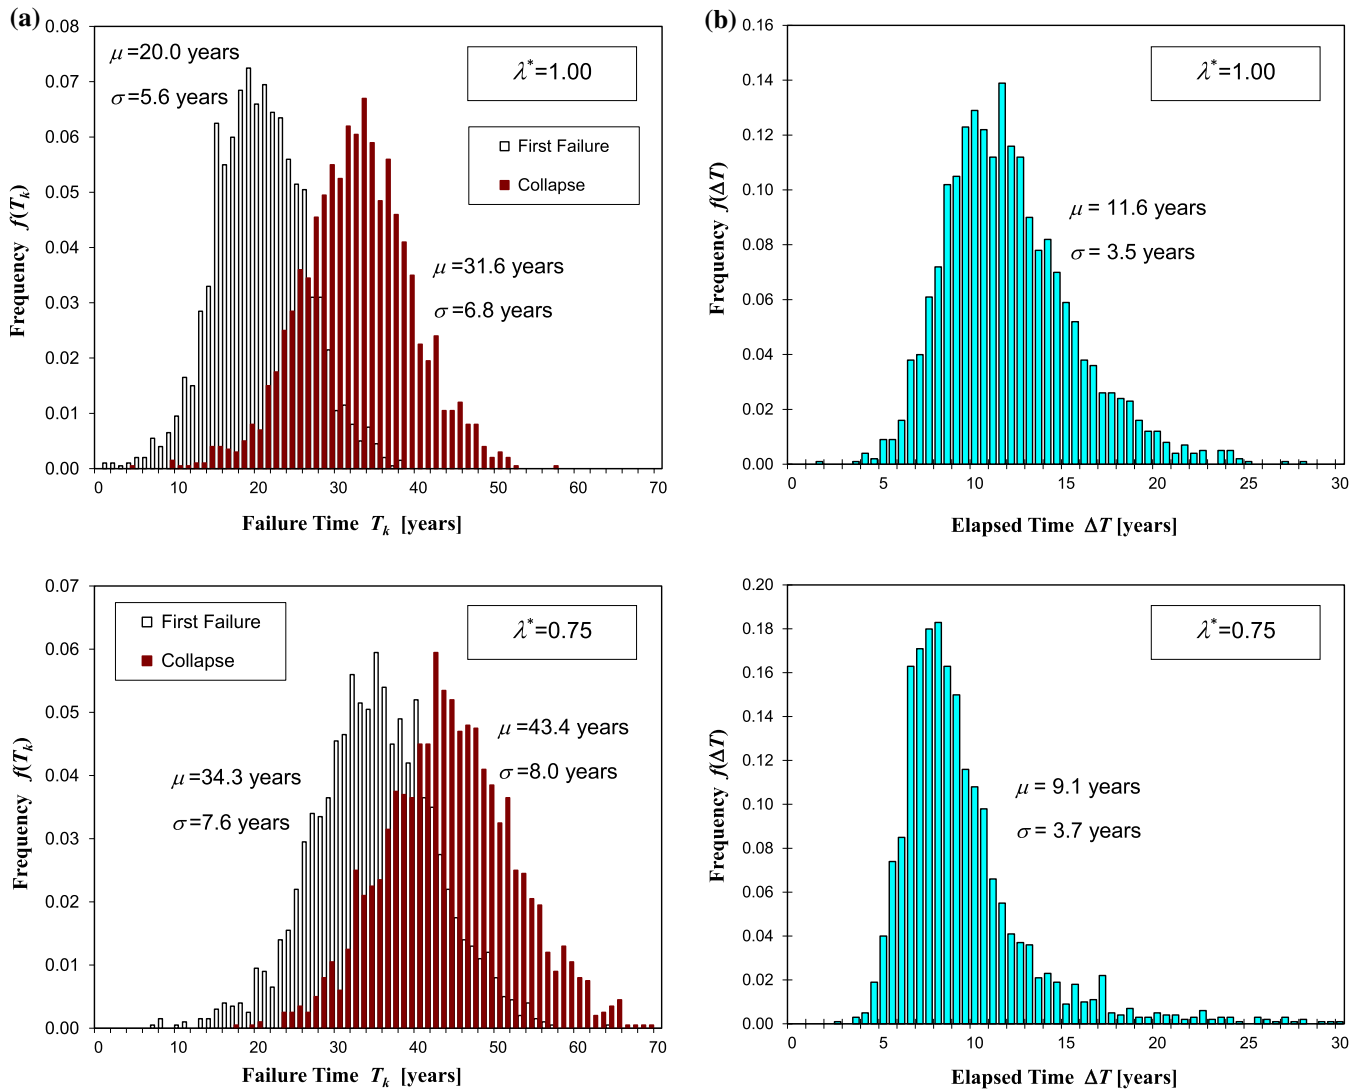 (a)
0.08
0.07
0.06
0.05
0.04
0.03
0.02
0.01
0.00
Frequency f(Tk)
μ=20.0 years
σ=5.6 years
λ*=1.00
First Failure
Collapse
μ=31.6 years
σ=6.8 years
0 10 20 30 40 50 60 70
Failure Time Tk [years]
(b)
0.16
0.14
0.12
0.10
0.08
0.06
0.04
0.02
0.00
Frequency f(ΔT)
λ*=1.00
μ = 11.6 years
σ = 3.5 years
0 5 10 15 20 25 30
Elapsed Time ΔT [years]
0.07
0.06
0.05
0.04
0.03
0.02
0.01
0.00
Frequency f(Tk)
First Failure
Collapse
λ*=0.75
μ=43.4 years
σ=8.0 years
μ=34.3 years
σ=7.6 years
0 10 20 30 40 50 60 70
Failure Time Tk [years]
0.20
0.18
0.16
0.14
0.12
0.10
0.08
0.06
0.04
0.02
0.00
Frequency f(ΔT)
λ*=0.75
μ = 9.1 years
σ = 3.7 years
0 5 10 15 20 25 30
Elapsed Time ΔT [years]